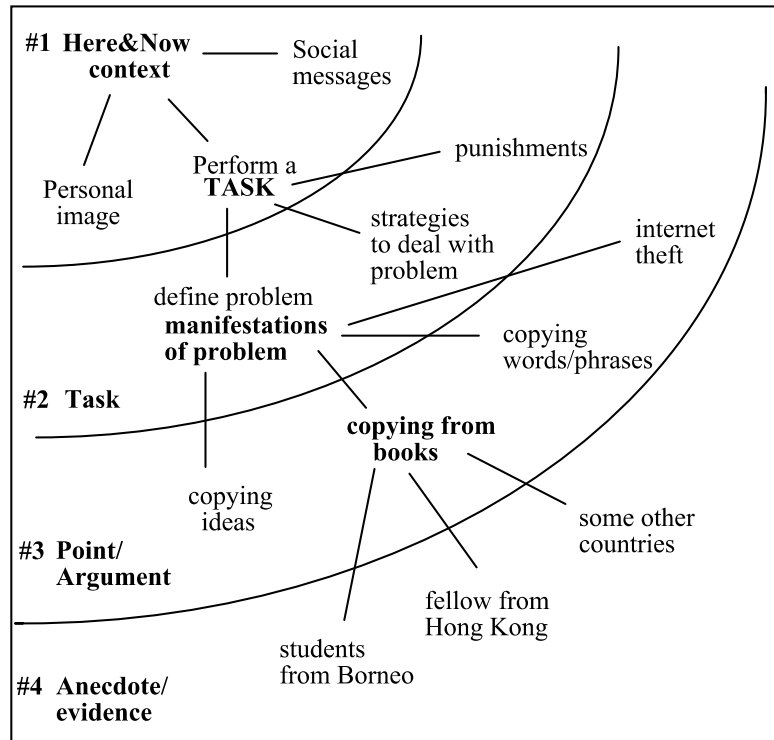 #1 Here&Now
context
Social
messages
Personal
image
Perform a
TASK
punishments
strategies
to deal with
problem
internet
theft
define problem
manifestations
of problem
copying
words/phrases
#2 Task
copying from
books
copying
ideas
some other
countries
#3 Point/
Argument
fellow from
Hong Kong
students
from Borneo
#4 Anecdote/
evidence